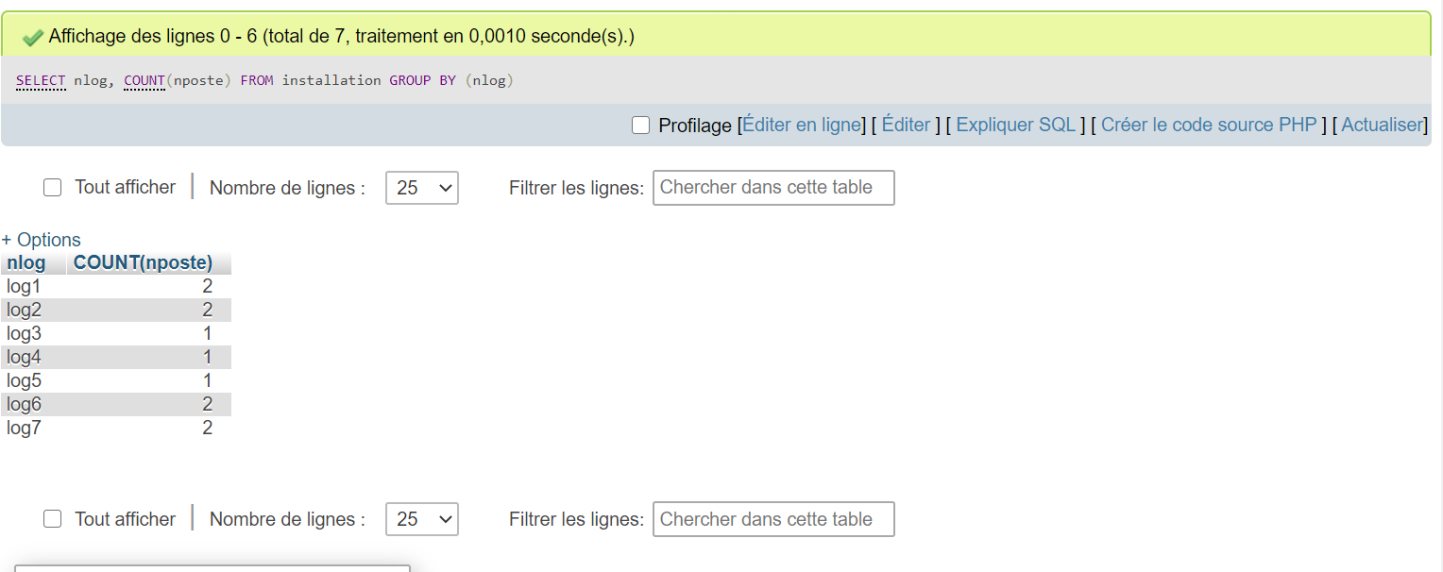 Affichage des lignes 0 - 6 (total de 7, traitement en 0,0010 seconde(s).)
SELECT nlog, COUNT(nposte) FROM installation GROUP BY (nlog)
Profilage [Éditer en ligne] [ Éditer ] [ Expliquer SQL ] [ Créer le code source PHP ] [ Actualiser]
Tout afficher | Nombre de lignes : 25 Filtrer les lignes: Chercher dans cette table
+ Options
nlog COUNT(nposte)
log1 2
log2 2
log3 1
log4 1
log5 1
log6 2
log7 2
Tout afficher | Nombre de lignes : 25 Filtrer les lignes: Chercher dans cette table